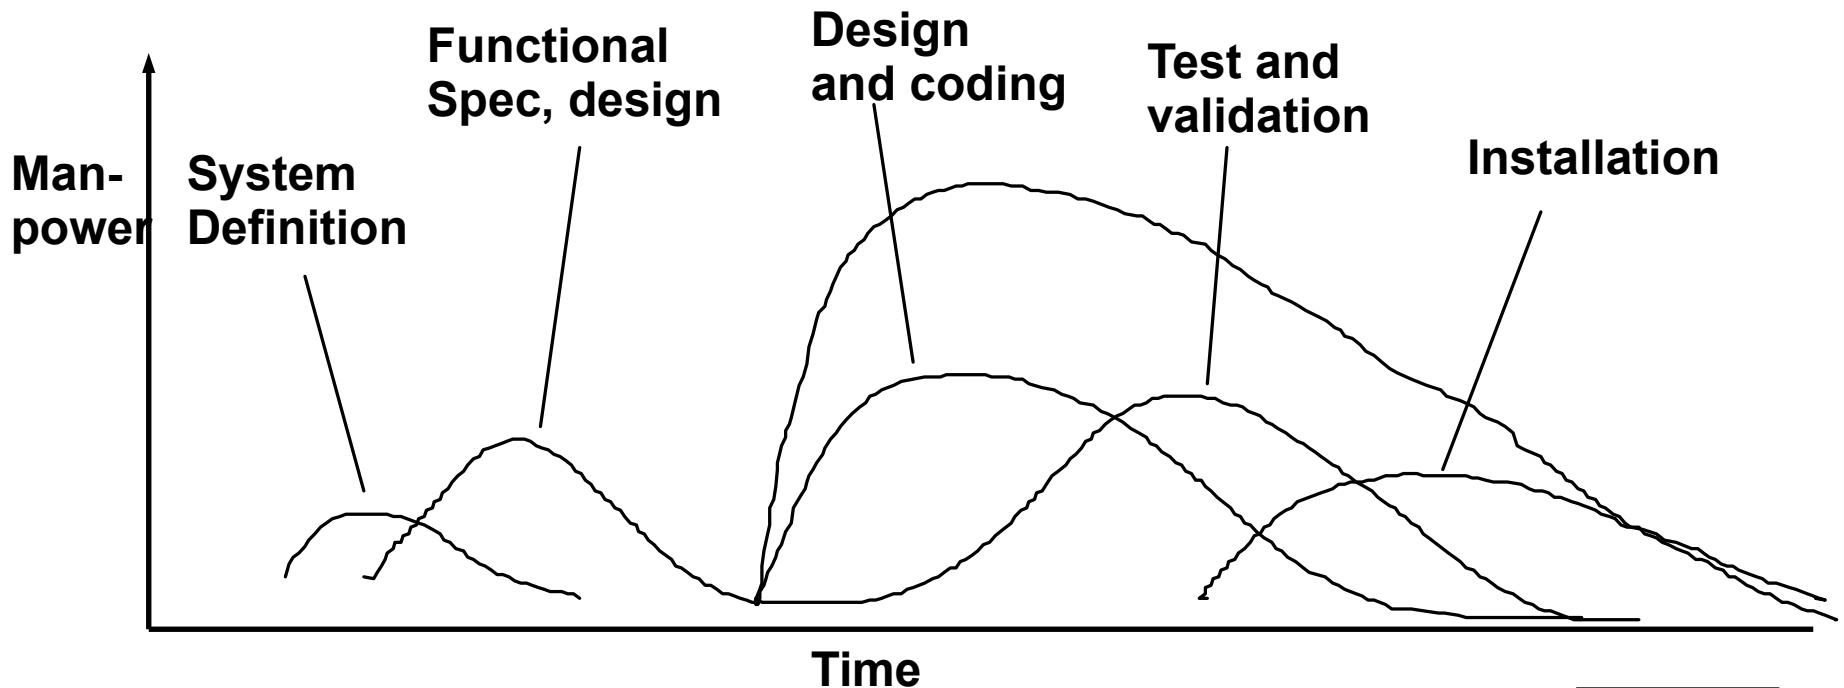 Functional
Spec, design
Design
and coding
Test and
validation
Installation
Man-
power
System
Definition
Time